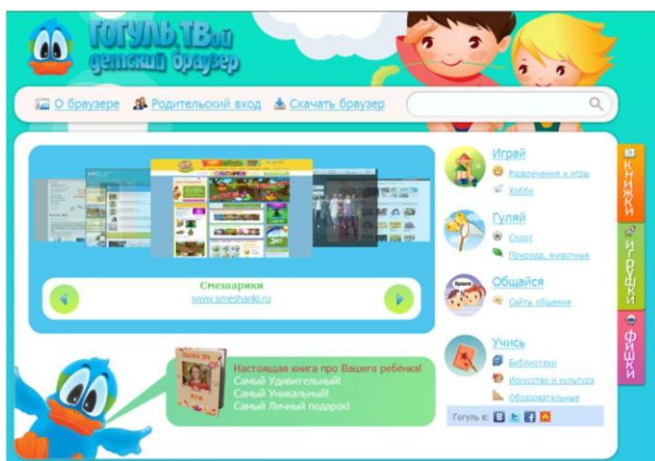 ГОГУЛЬ ТВой
детский браузер
О браузере
Родительский вход
Скачать браузер
Играй
Развлечения и игры
Хобби
Гуляй
Спорт
Природа, животные
Общайся
Сайты общения
Учись
Библиотеки
Искусство и культура
Образовательные
Гогуль в:
КНИЖКИ
ИГРУШКИ
ФИШКИ
Смешарики
www.smeshariki.ru
Настоящая книга про Вашего ребёнка!
Самый Удивительный!
Самый Уникальный!
Самый Личный подарок!